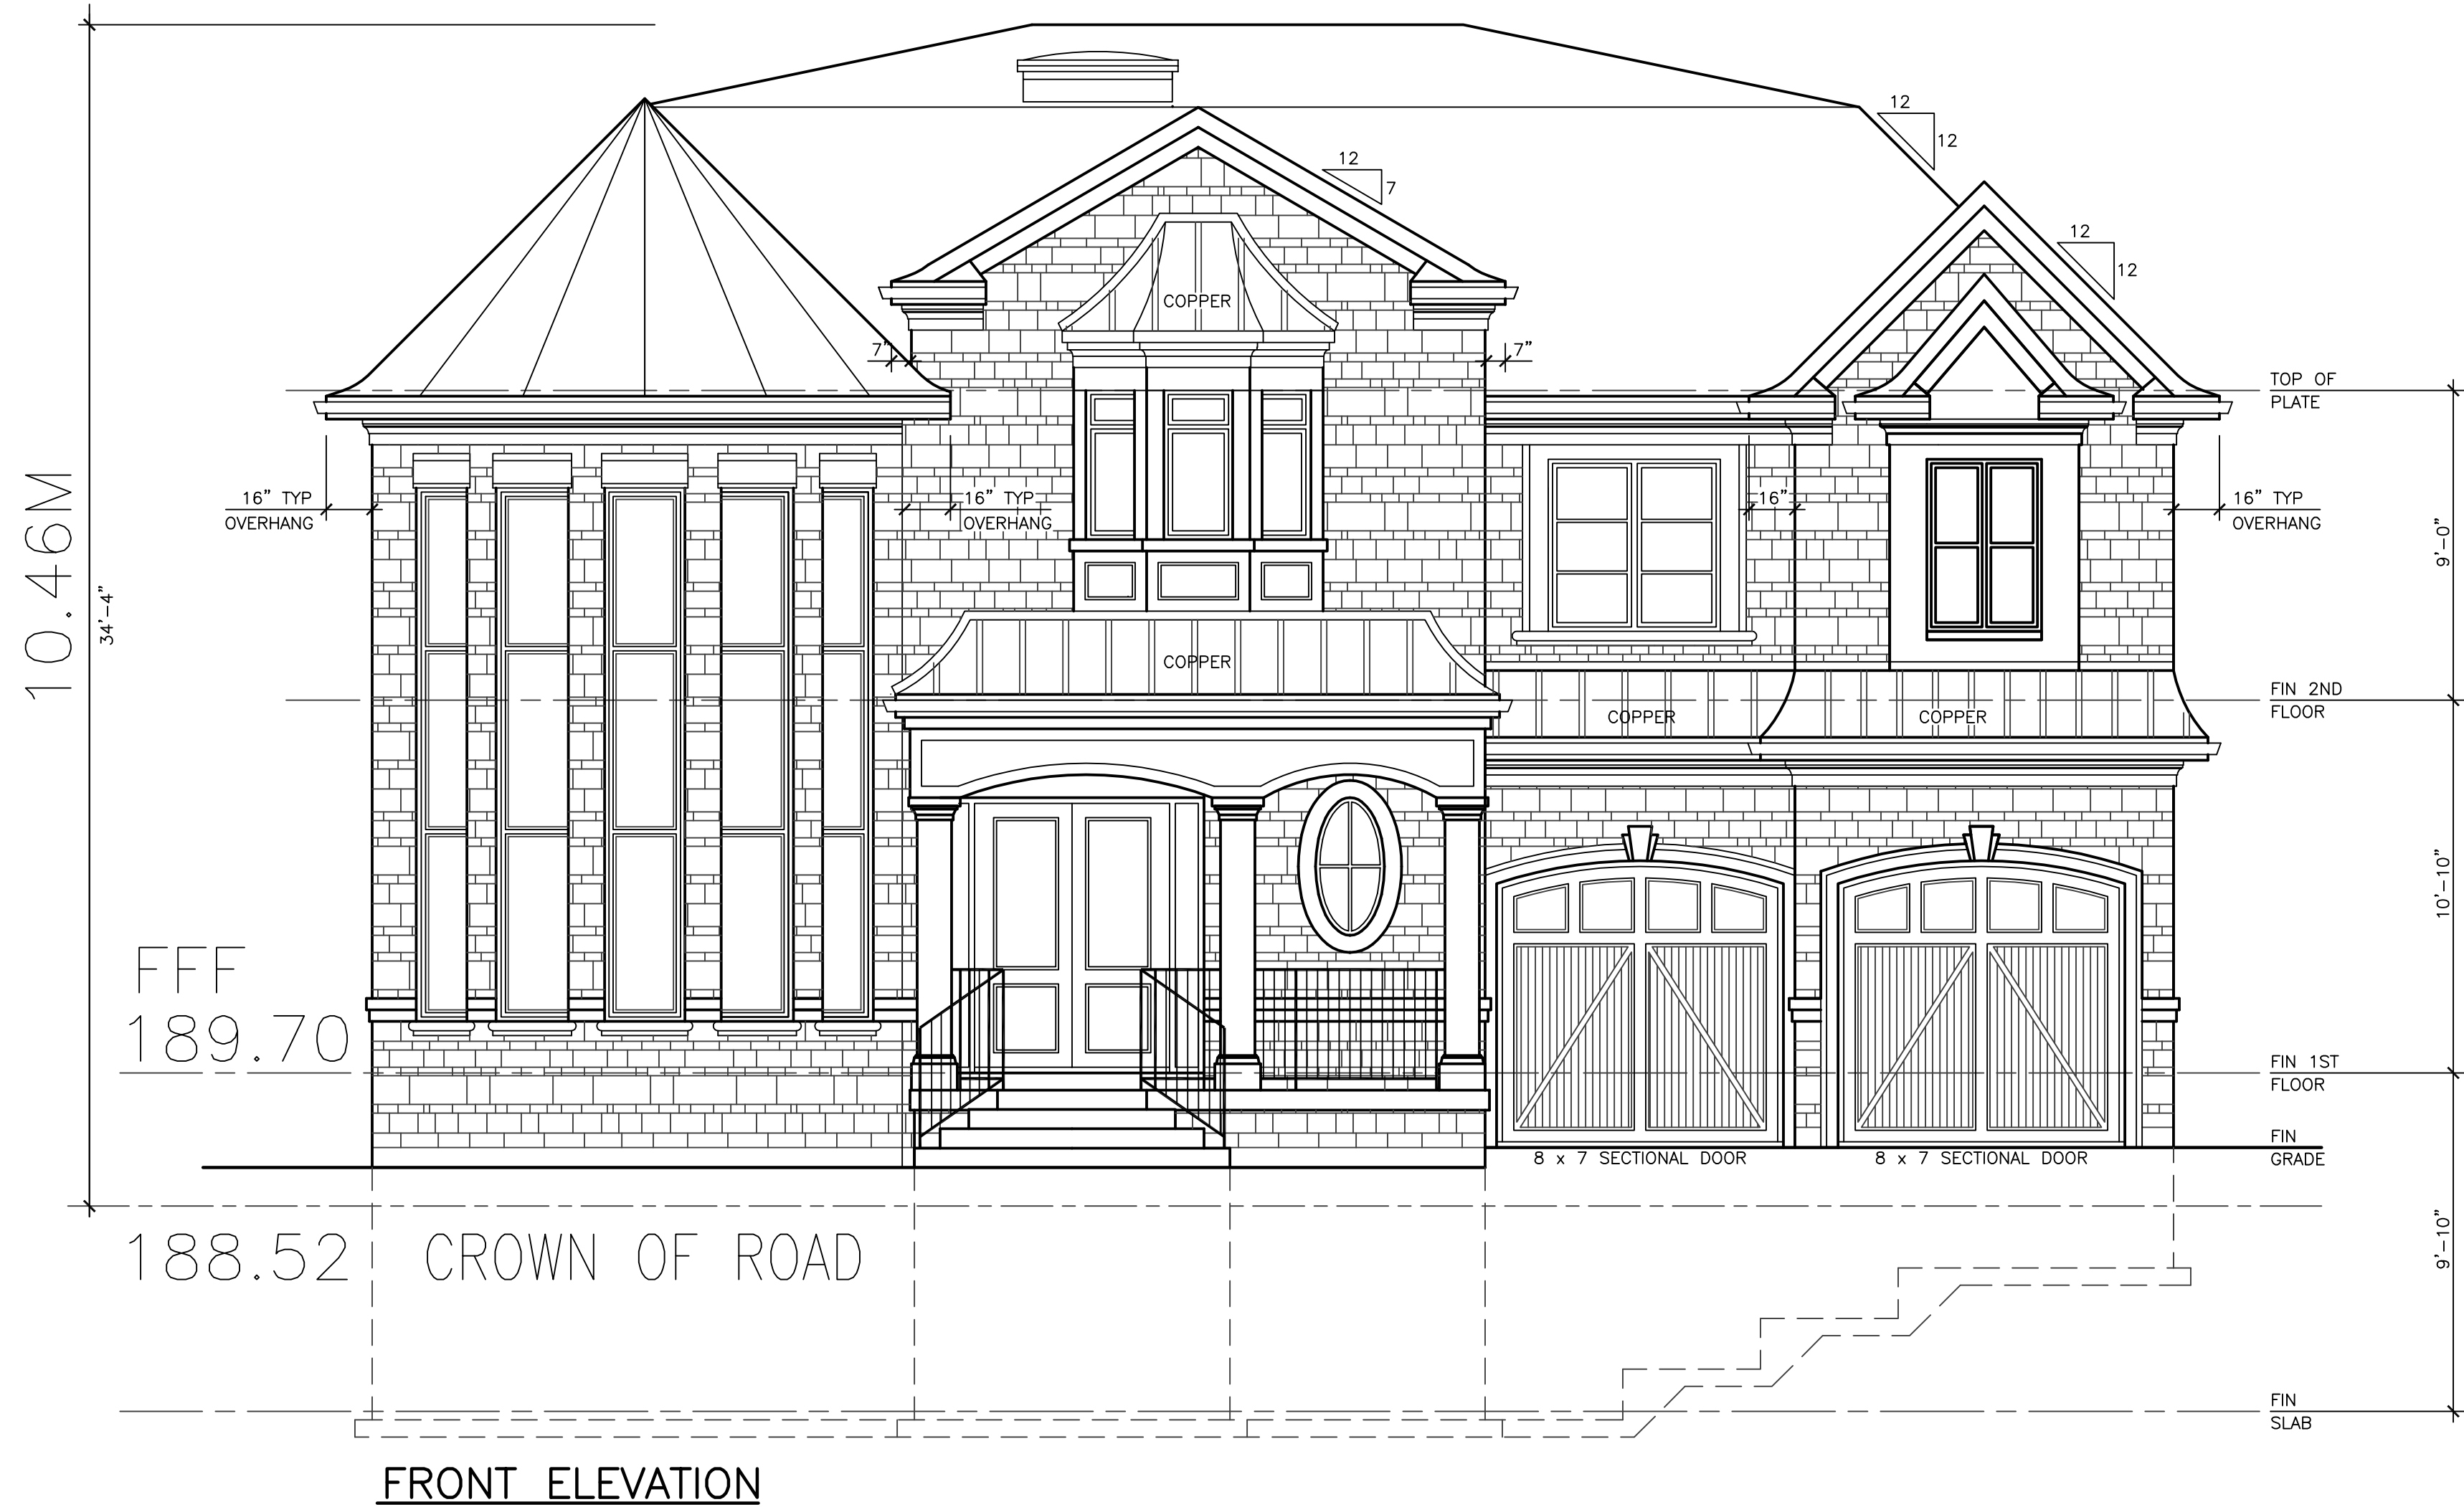 12
12
12
7
12
12
COPPER
7”
7”
TOP OF
PLATE
10.46M
34'-4"
16” TYP
OVERHANG
16” TYP
OVERHANG
16”
16” TYP
OVERHANG
9'-0"
COPPER
FIN 2ND
FLOOR
COPPER
COPPER
10'-10"
FFF
189.70
FIN 1ST
FLOOR
FIN
GRADE
8 x 7 SECTIONAL DOOR
8 x 7 SECTIONAL DOOR
188.52 CROWN OF ROAD
9'-10"
FIN
SLAB
FRONT ELEVATION